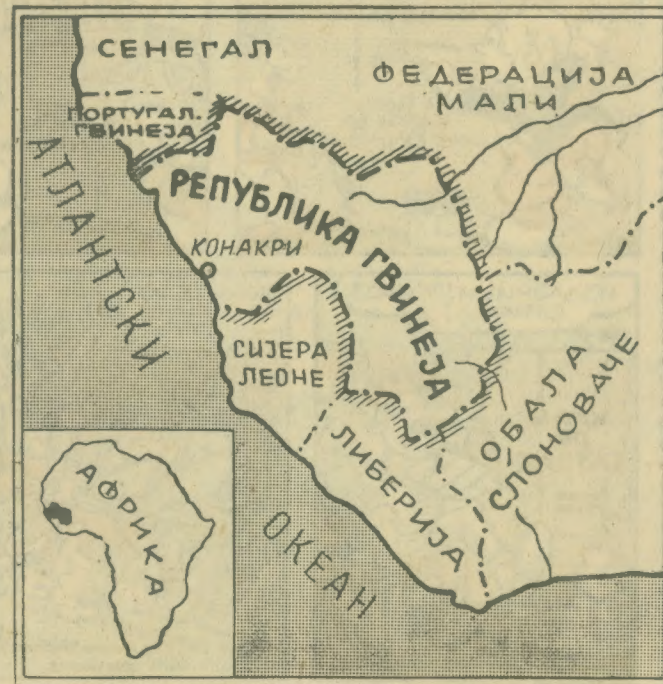 СЕНЕГАЛ
ФЕДЕРАЦИЈА
МАЛИ
ПОРТУГАЛ.
ГВИНЕЈА
АТЛАНТСКИ
РЕПУБЛИКА ГВИНЕЈА
КОНАКРИ
СИЈЕРА
ЛЕОНЕ
ЛИБЕРИЈА
ОБАЛА
СЛОНОВАЧЕ
ОКЕАН
АФРИКА